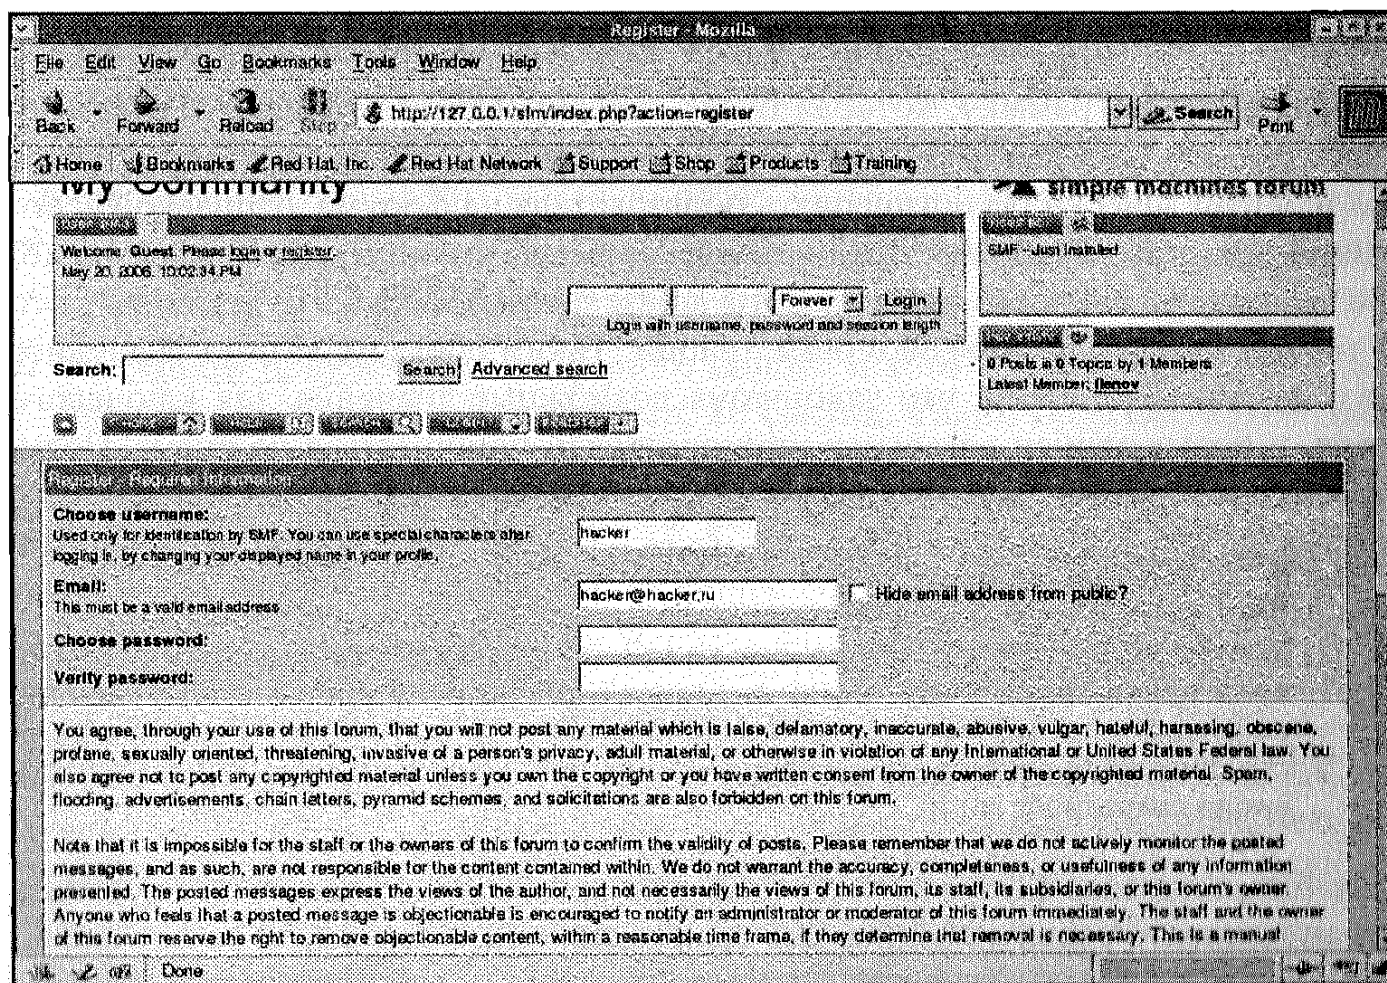 Register - Mozilla
File Edit View Go Bookmarks Tools Window Help
Back Forward Reload Stop http://127.0.0.1/sfm/index.php?action=register Search Print
Home Bookmarks Red Hat, Inc. Red Hat Network Support Shop Products Training
My Community simple machines forum
Welcome, Guest. Please login or register.
May 20, 2006, 10:02:34 PM
SMF - Just Installed
Forever Login
Login with username, password and session length
Search: Search Advanced search
0 Posts in 0 Topics by 1 Members
Latest Member: flenov
Register - Required Information
Choose username:
Used only for identification by SMF. You can use special characters after
logging in, by changing your displayed name in your profile.
hacker
Email:
This must be a valid email address.
hacker@hacker.ru Hide email address from public?
Choose password:
Verify password:
You agree, through your use of this forum, that you will not post any material which is false, defamatory, inaccurate, abusive, vulgar, hateful, harassing, obscene,
profane, sexually oriented, threatening, invasive of a person's privacy, adult material, or otherwise in violation of any International or United States Federal law. You
also agree not to post any copyrighted material unless you own the copyright or you have written consent from the owner of the copyrighted material. Spam,
flooding, advertisements, chain letters, pyramid schemes, and solicitations are also forbidden on this forum.
Note that it is impossible for the staff or the owners of this forum to confirm the validity of posts. Please remember that we do not actively monitor the posted
messages, and as such, are not responsible for the content contained within. We do not warrant the accuracy, completeness, or usefulness of any information
presented. The posted messages express the views of the author, and not necessarily the views of this forum, its staff, its subsidiaries, or this forum's owner.
Anyone who feels that a posted message is objectionable is encouraged to notify an administrator or moderator of this forum immediately. The staff and the owner
of this forum reserve the right to remove objectionable content, within a reasonable time frame, if they determine that removal is necessary. This is a manual
Done